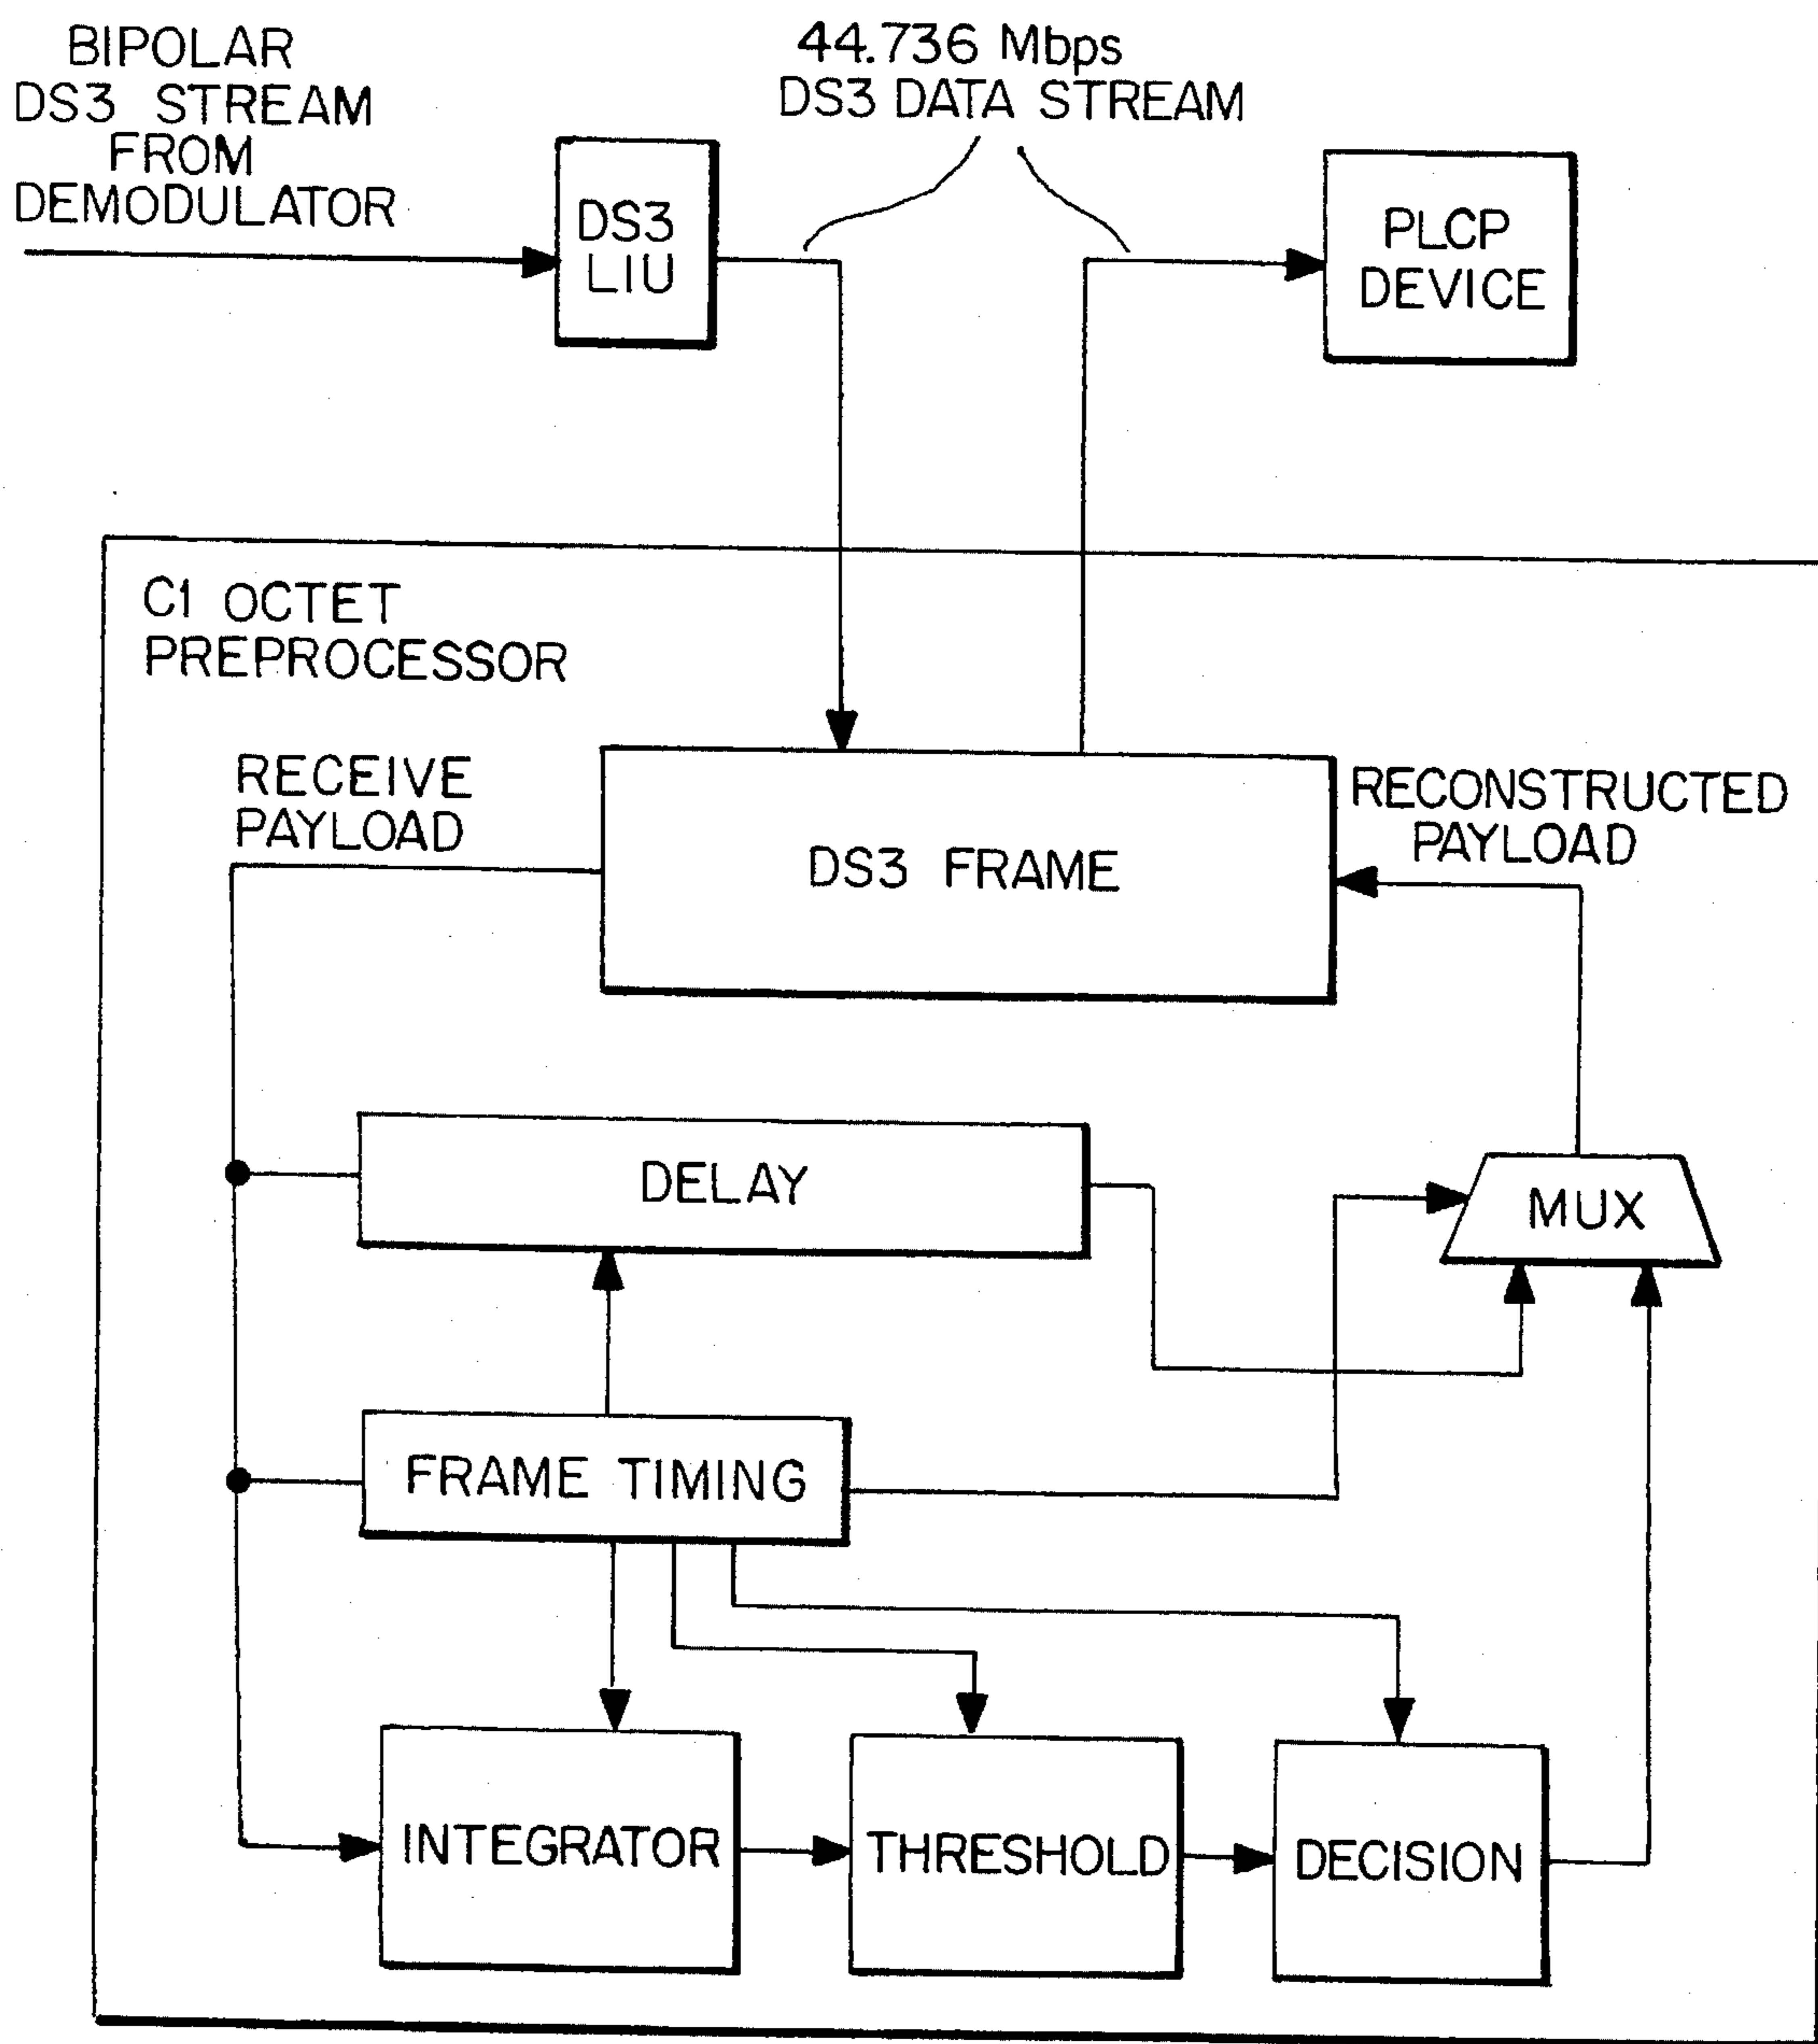 BIPOLAR
DS3 STREAM
FROM
DEMODULATOR
44.736 Mbps
DS3 DATA STREAM
DS3
LIU
PLCP
DEVICE
C1 OCTET
PREPROCESSOR
RECEIVE
PAYLOAD
DS3 FRAME
RECONSTRUCTED
PAYLOAD
DELAY
MUX
FRAME TIMING
INTEGRATOR
THRESHOLD
DECISION